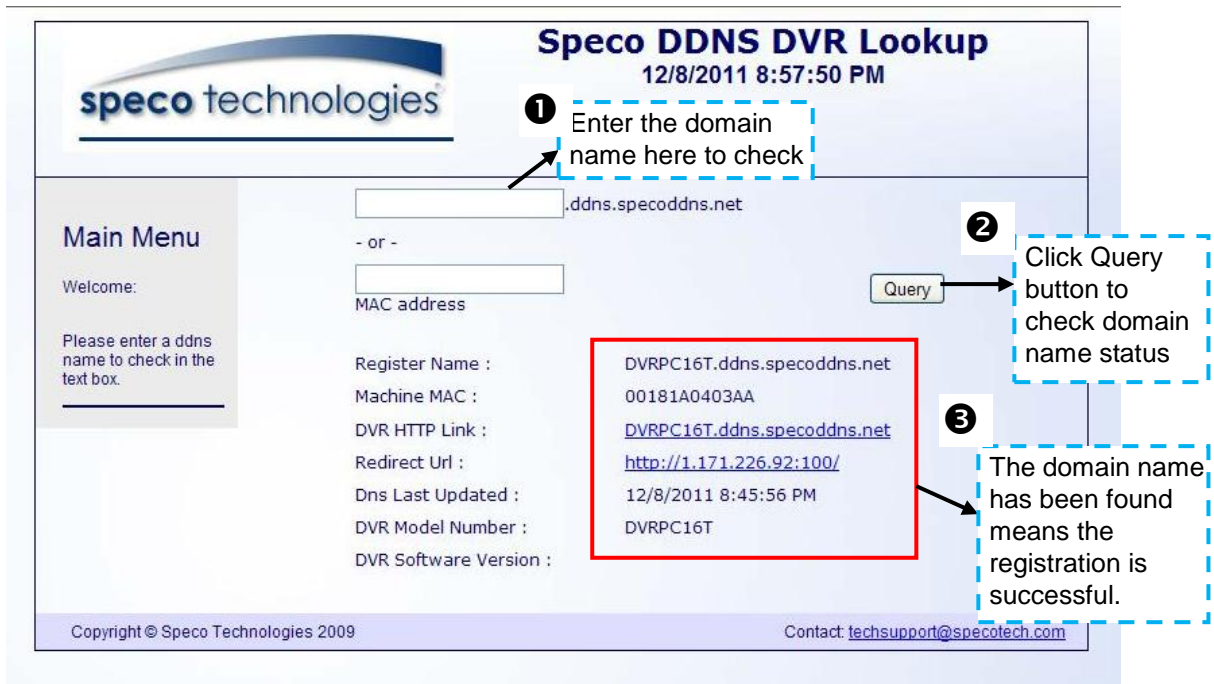 speco technologies
Speco DDNS DVR Lookup
12/8/2011 8:57:50 PM
❶
Enter the domain
name here to check
.ddns.specoddns.net
- or -
MAC address
Query
❷
Click Query
button to
check domain
name status
Main Menu
Welcome:
Please enter a ddns
name to check in the
text box.
Register Name : DVRPC16T.ddns.specoddns.net
Machine MAC : 00181A0403AA
DVR HTTP Link : DVRPC16T.ddns.specoddns.net
Redirect Url : http://1.171.226.92:100/
Dns Last Updated : 12/8/2011 8:45:56 PM
DVR Model Number : DVRPC16T
DVR Software Version :
❸
The domain name
has been found
means the
registration is
successful.
Copyright © Speco Technologies 2009
Contact: techsupport@specotech.com